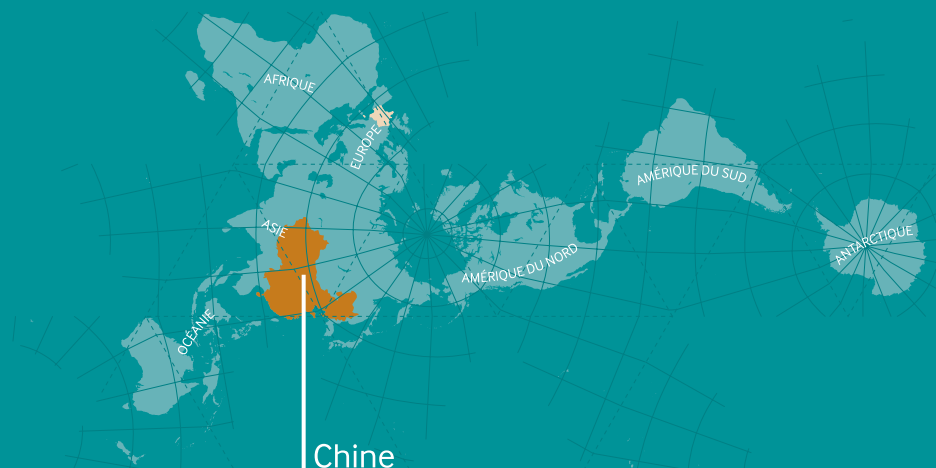 AFRIQUE
EUROPE
AMÉRIQUE DU SUD
ASIE
ANTARCTIQUE
AMÉRIQUE DU NORD
OCÉANIE
Chine